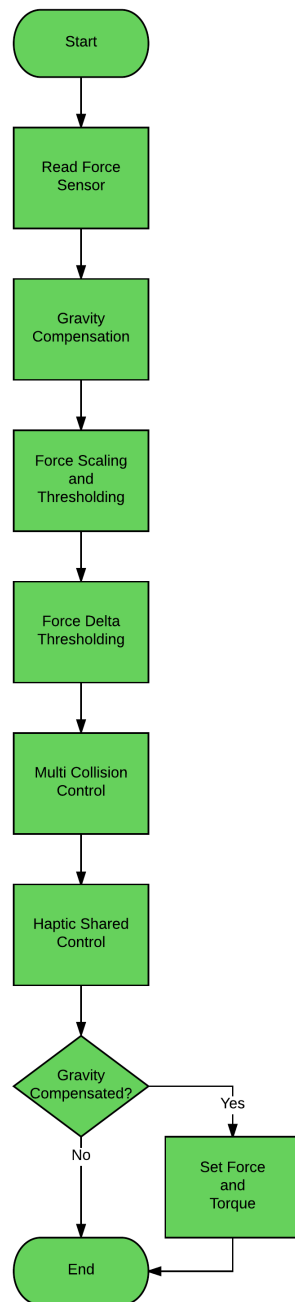 Start
Read Force
Sensor
Gravity
Compensation
Force Scaling
and
Thresholding
Force Delta
Thresholding
Multi Collision
Control
Haptic Shared
Control
Gravity
Compensated?
Yes
No
Set Force
and
Torque
End